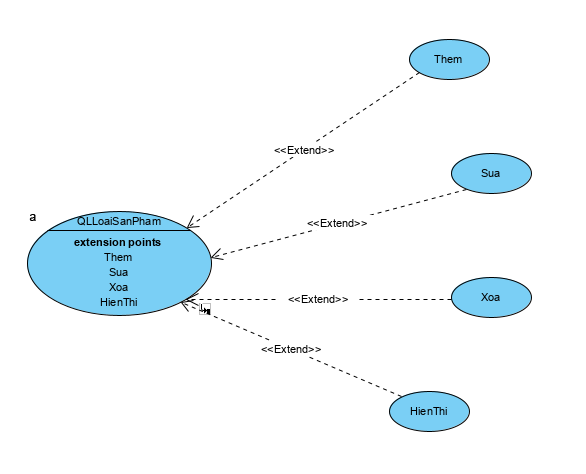 Them
<<Extend>>
Sua
<<Extend>>
a
QLLoaiSanPham
extension points
Them
Sua
Xoa
HienThi
<<Extend>>
Xoa
<<Extend>>
HienThi